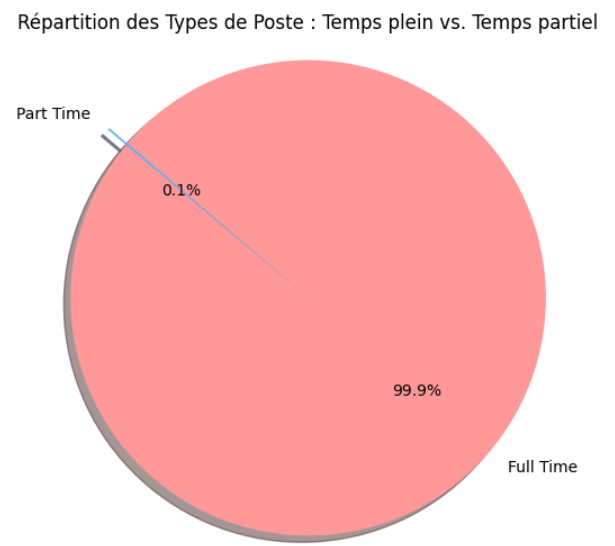 Répartition des Types de Poste : Temps plein vs. Temps partiel
Part Time
0.1%
99.9%
Full Time